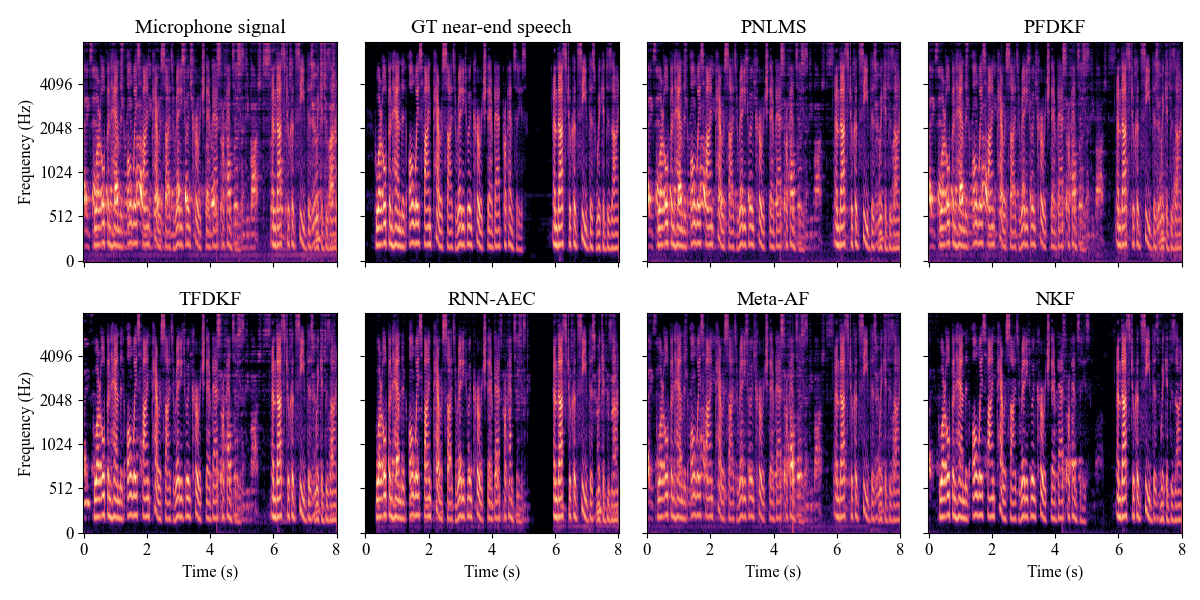 Microphone signal
GT near-end speech
PNLMS
PFDKF
Frequency (Hz)
4096
2048
1024
512
0
TFDKF
RNN-AEC
Meta-AF
NKF
Frequency (Hz)
4096
2048
1024
512
0
0 2 4 6 8
0 2 4 6 8
0 2 4 6 8
0 2 4 6 8
Time (s)
Time (s)
Time (s)
Time (s)